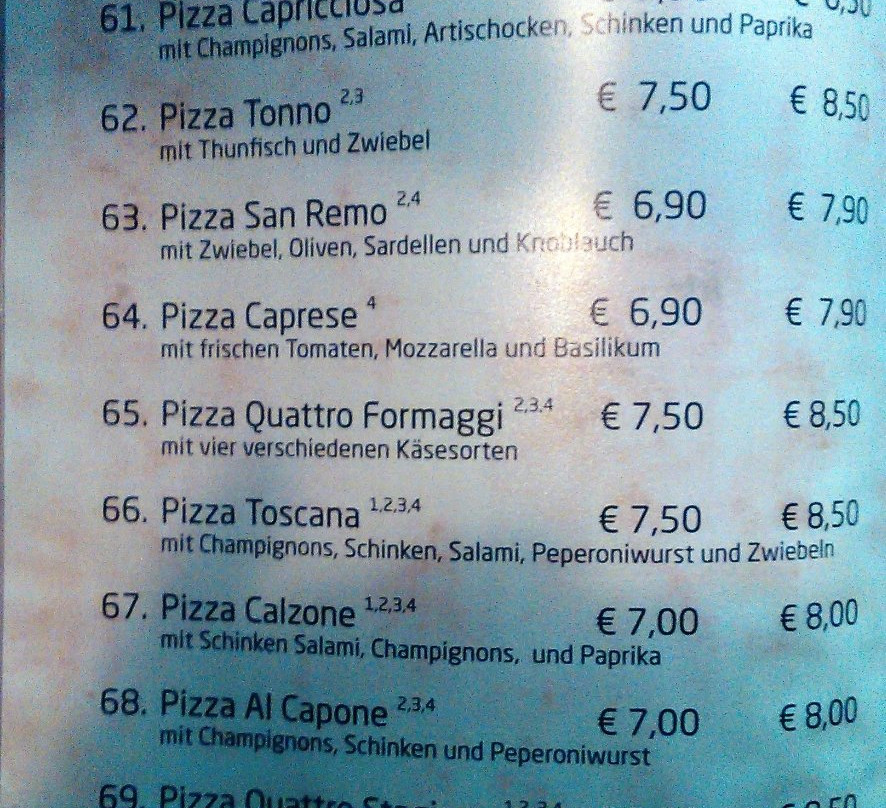 61. Pizza Capricciosa
mit Champignons, Salami, Artischocken, Schinken und Paprika
62. Pizza Tonno 2,3 € 7,50 € 8,50
mit Thunfisch und Zwiebel
63. Pizza San Remo 2,4 € 6,90 € 7,90
mit Zwiebel, Oliven, Sardellen und Knoblauch
64. Pizza Caprese 4 € 6,90 € 7,90
mit frischen Tomaten, Mozzarella und Basilikum
65. Pizza Quattro Formaggi 2,3,4 € 7,50 € 8,50
mit vier verschiedenen Käsesorten
66. Pizza Toscana 1,2,3,4 € 7,50 € 8,50
mit Champignons, Schinken, Salami, Peperoniwurst und Zwiebeln
67. Pizza Calzone 1,2,3,4 € 7,00 € 8,00
mit Schinken Salami, Champignons, und Paprika
68. Pizza Al Capone 2,3,4 € 7,00 € 8,00
mit Champignons, Schinken und Peperoniwurst
69. Pizza Quattro